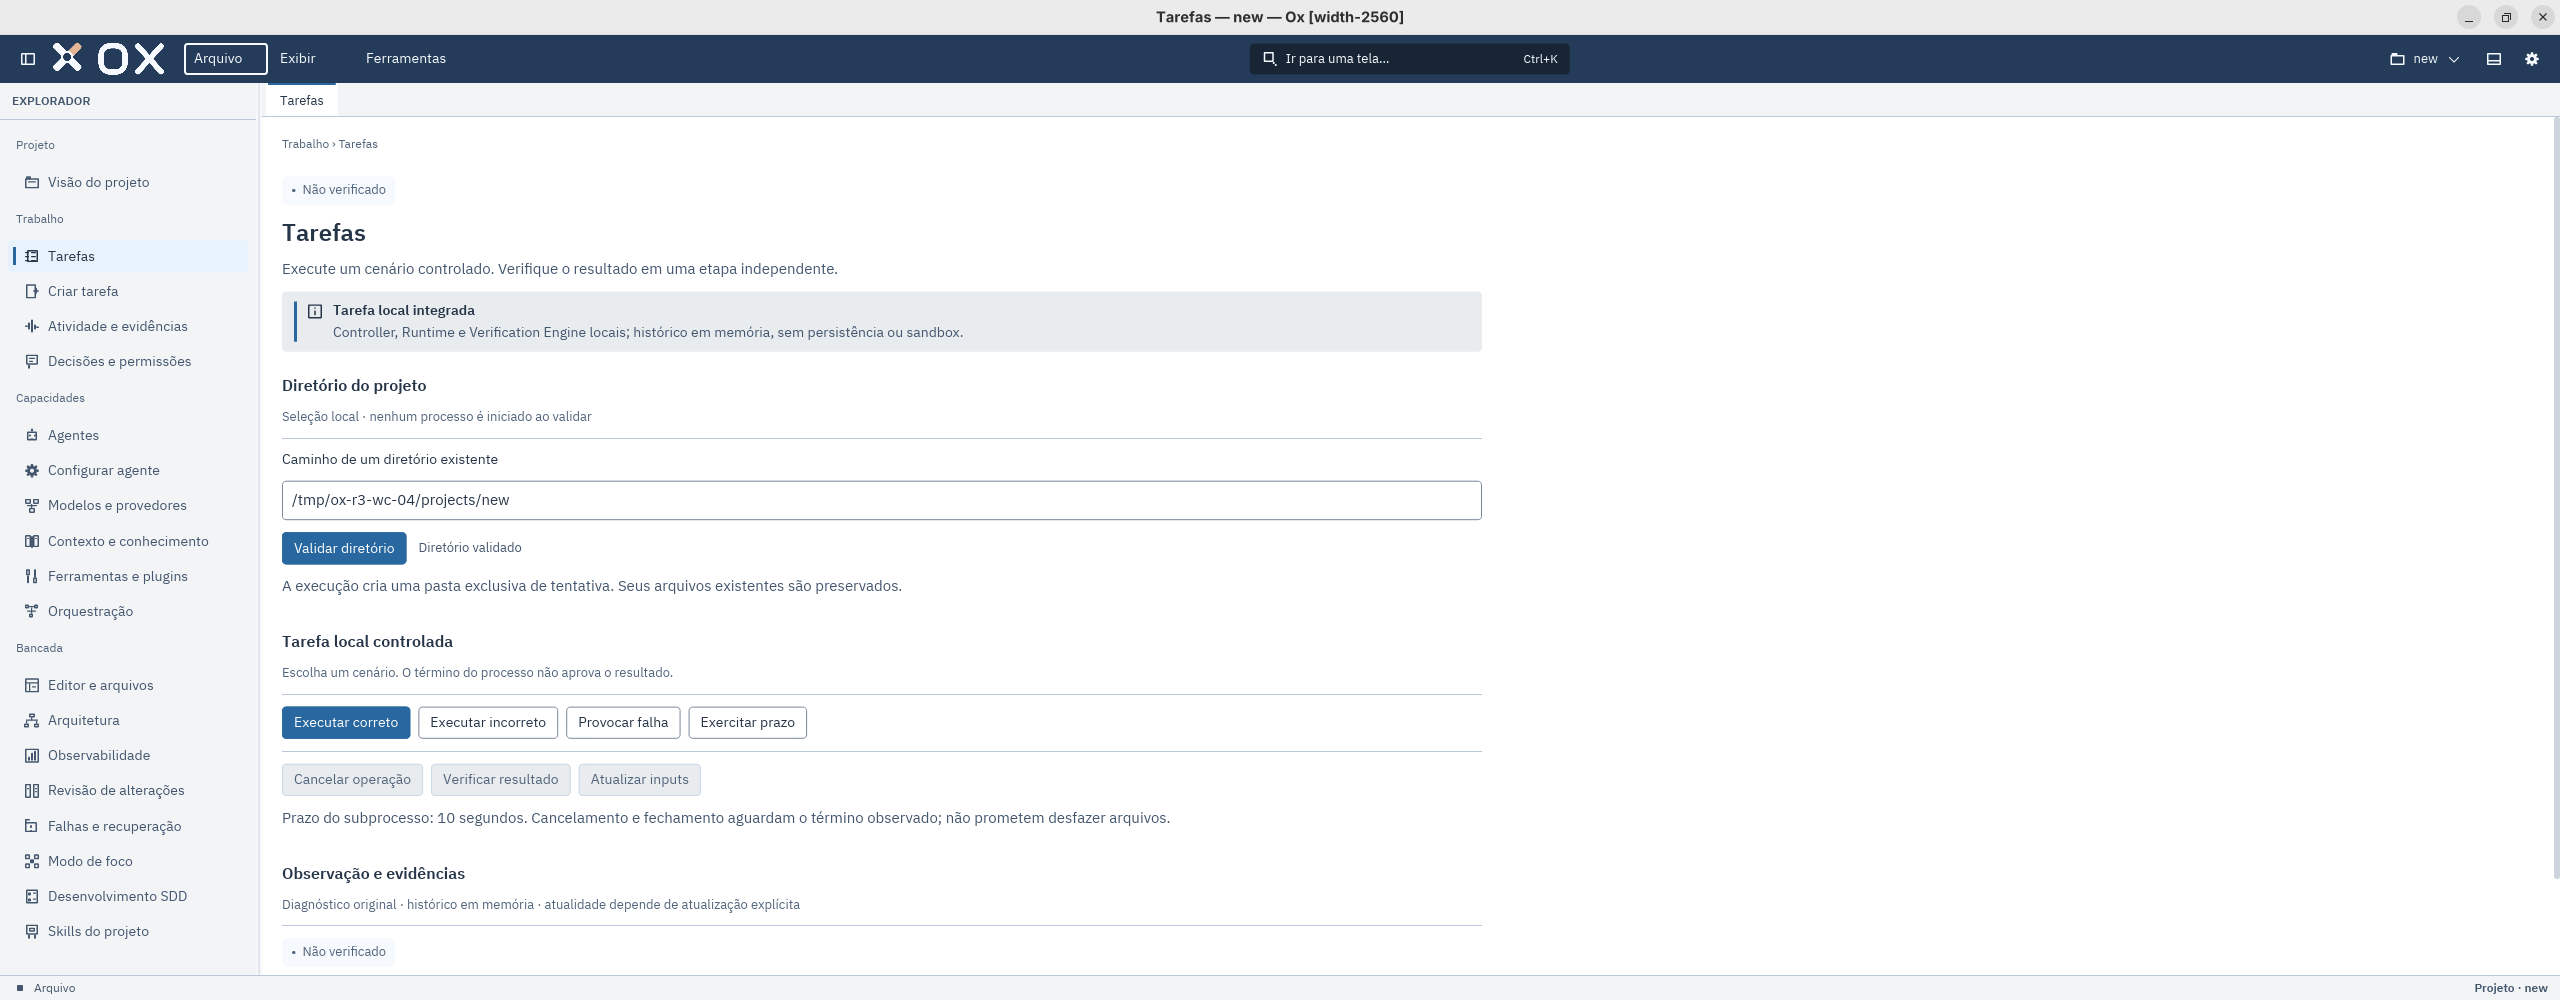 Tarefas — new — Ox [width-2560]
OX
Arquivo
Exibir
Ferramentas
Ir para uma tela...
Ctrl+K
new
EXPLORADOR
Projeto
Visão do projeto
Trabalho
Tarefas
Criar tarefa
Atividade e evidências
Decisões e permissões
Capacidades
Agentes
Configurar agente
Modelos e provedores
Contexto e conhecimento
Ferramentas e plugins
Orquestração
Bancada
Editor e arquivos
Arquitetura
Observabilidade
Revisão de alterações
Falhas e recuperação
Modo de foco
Desenvolvimento SDD
Skills do projeto
Tarefas
Trabalho › Tarefas
• Não verificado
Tarefas
Execute um cenário controlado. Verifique o resultado em uma etapa independente.
Tarefa local integrada
Controller, Runtime e Verification Engine locais; histórico em memória, sem persistência ou sandbox.
Diretório do projeto
Seleção local · nenhum processo é iniciado ao validar
Caminho de um diretório existente
/tmp/ox-r3-wc-04/projects/new
Validar diretório
Diretório validado
A execução cria uma pasta exclusiva de tentativa. Seus arquivos existentes são preservados.
Tarefa local controlada
Escolha um cenário. O término do processo não aprova o resultado.
Executar correto
Executar incorreto
Provocar falha
Exercitar prazo
Cancelar operação
Verificar resultado
Atualizar inputs
Prazo do subprocesso: 10 segundos. Cancelamento e fechamento aguardam o término observado; não prometem desfazer arquivos.
Observação e evidências
Diagnóstico original · histórico em memória · atualidade depende de atualização explícita
• Não verificado
Arquivo
Projeto · new